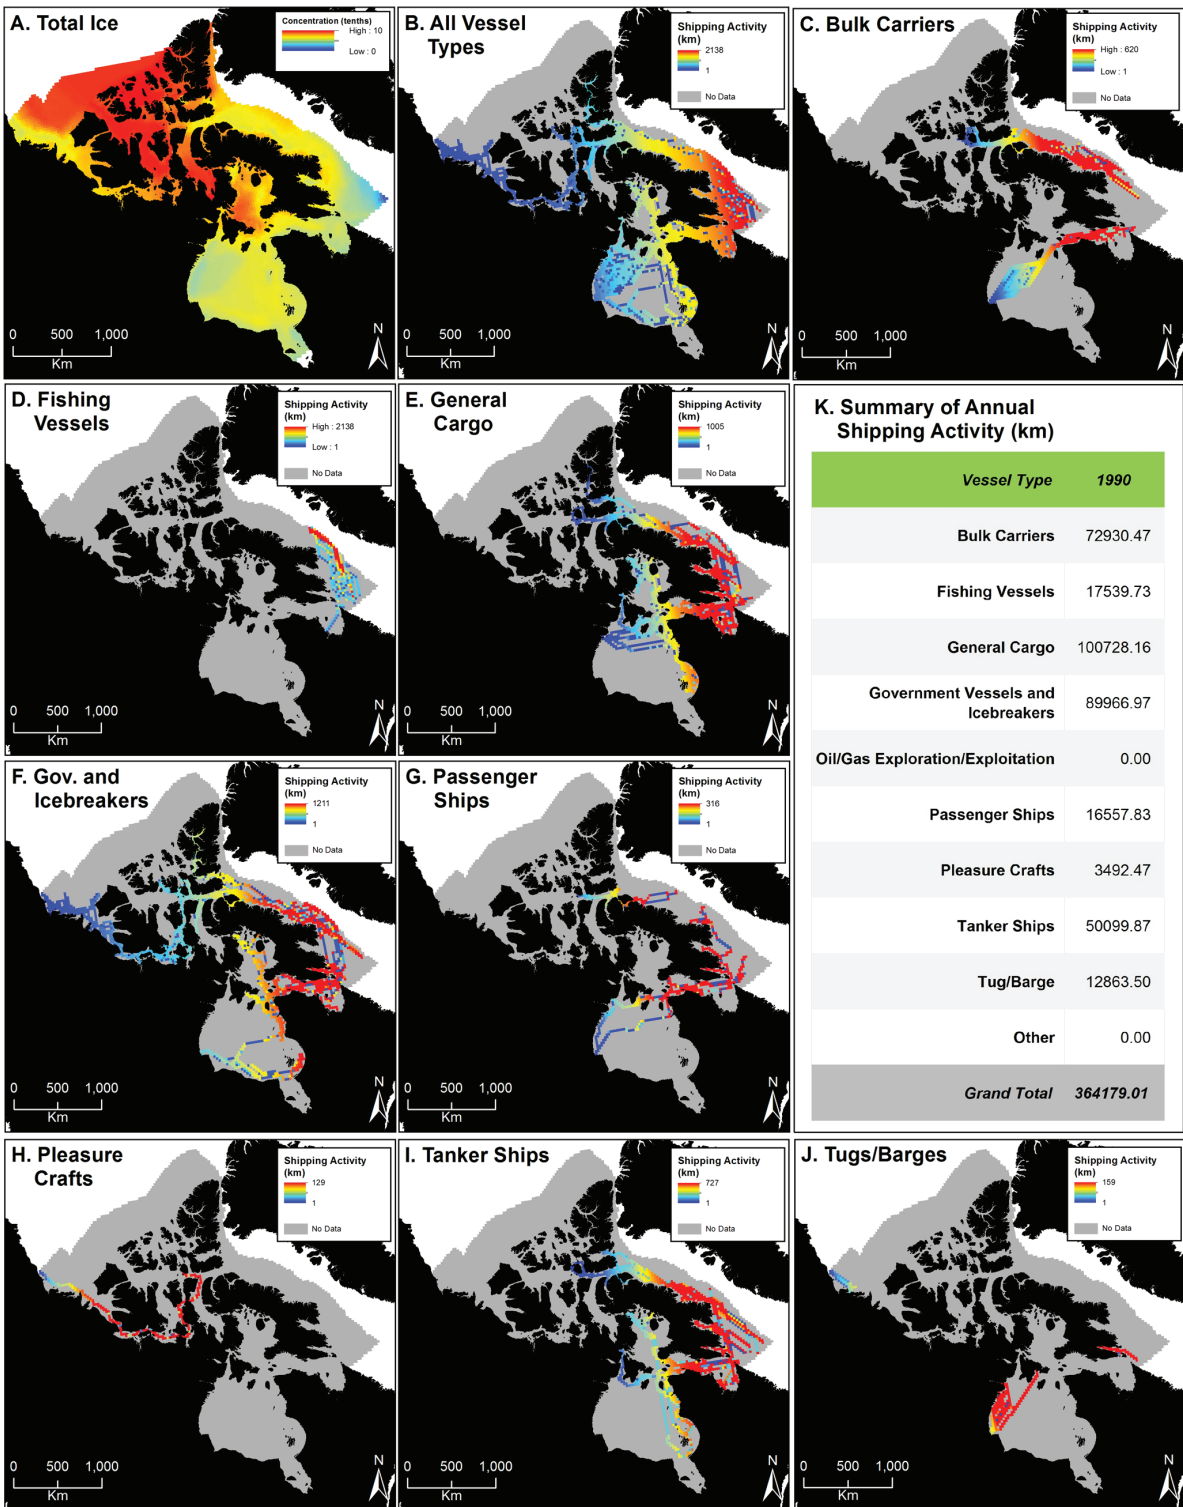 A. Total Ice
Concentration (tenths)
High : 10
Low : 0
0 500 1,000
Km
N
B. All Vessel
Types
Shipping Activity
(km)
2138
1
No Data
0 500 1,000
Km
N
C. Bulk Carriers
Shipping Activity
(km)
High : 620
Low : 1
No Data
0 500 1,000
Km
N
D. Fishing
Vessels
Shipping Activity
(km)
High : 2138
Low : 1
No Data
0 500 1,000
Km
N
E. General
Cargo
Shipping Activity
(km)
1005
1
No Data
0 500 1,000
Km
N
K. Summary of Annual
Shipping Activity (km)
Vessel Type 1990
Bulk Carriers 72930.47
Fishing Vessels 17539.73
General Cargo 100728.16
Government Vessels and
Icebreakers 89966.97
Oil/Gas Exploration/Exploitation 0.00
Passenger Ships 16557.83
Pleasure Crafts 3492.47
Tanker Ships 50099.87
Tug/Barge 12863.50
Other 0.00
Grand Total 364179.01
F. Gov. and
Icebreakers
Shipping Activity
(km)
1211
1
No Data
0 500 1,000
Km
N
G. Passenger
Ships
Shipping Activity
(km)
316
1
No Data
0 500 1,000
Km
N
H. Pleasure
Crafts
Shipping Activity
(km)
129
1
No Data
0 500 1,000
Km
N
I. Tanker Ships
Shipping Activity
(km)
727
1
No Data
0 500 1,000
Km
N
J. Tugs/Barges
Shipping Activity
(km)
159
1
No Data
0 500 1,000
Km
N